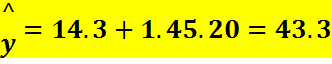 ŷ = 14.3 + 1.45.20 = 43.3